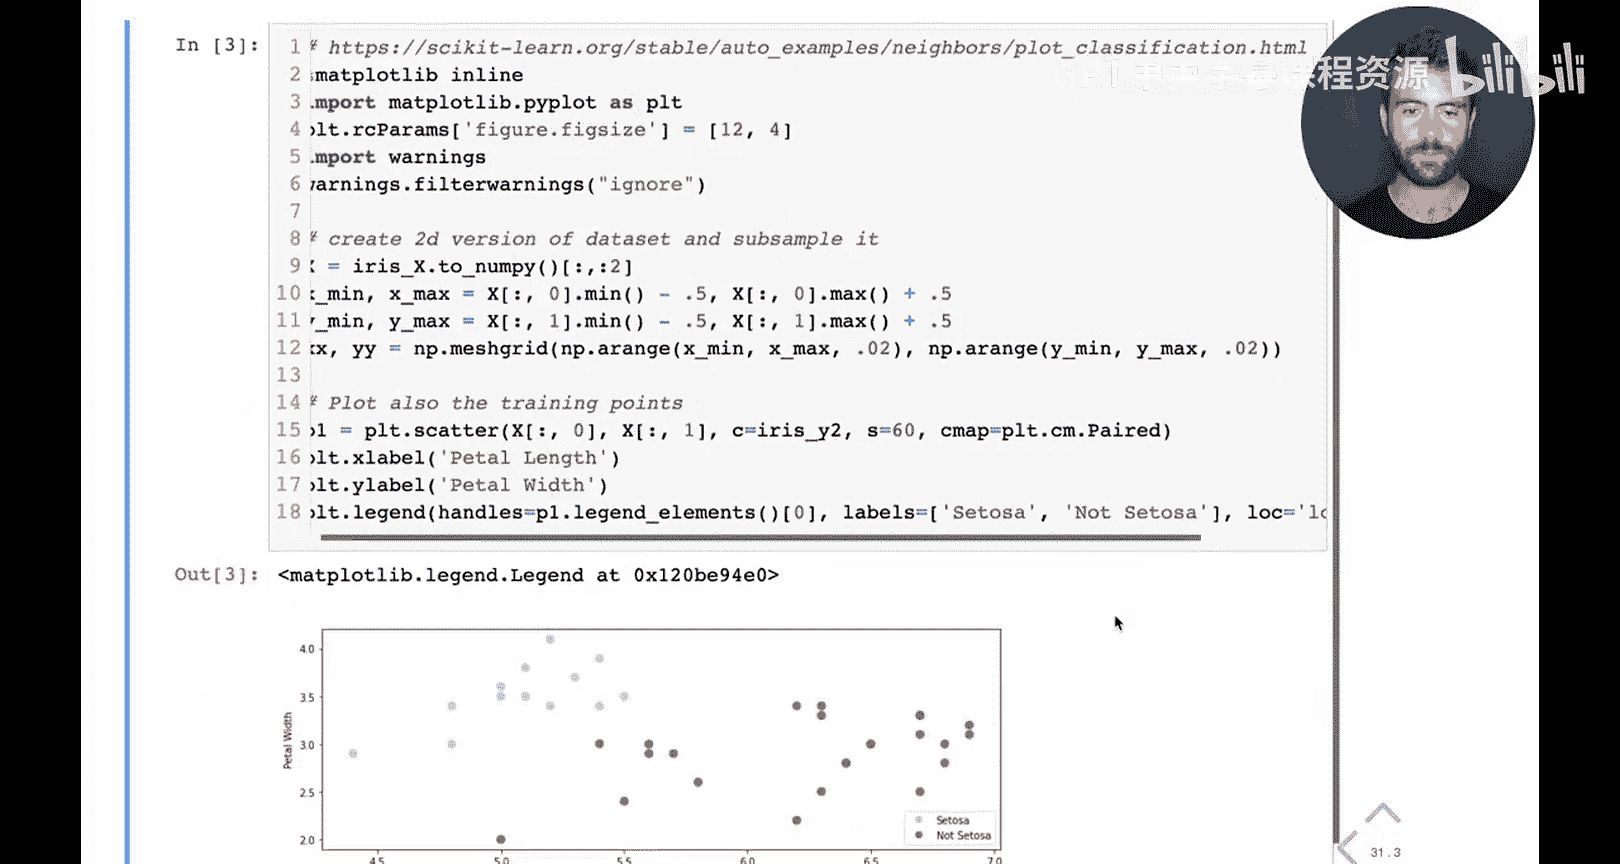 In [3]:
1 # https://scikit-learn.org/stable/auto_examples/neighbors/plot_classification.html
2 matplotlib inline
3 import matplotlib.pyplot as plt
4 plt.rcParams['figure.figsize'] = [12, 4]
5 import warnings
6 warnings.filterwarnings("ignore")
7
8 # create 2d version of dataset and subsample it
9 X = iris_X.to_numpy()[:,:2]
10 x_min, x_max = X[:, 0].min() - .5, X[:, 0].max() + .5
11 y_min, y_max = X[:, 1].min() - .5, X[:, 1].max() + .5
12 xx, yy = np.meshgrid(np.arange(x_min, x_max, .02), np.arange(y_min, y_max, .02))
13
14 # Plot also the training points
15 p1 = plt.scatter(X[:, 0], X[:, 1], c=iris_y2, s=60, cmap=plt.cm.Paired)
16 plt.xlabel('Petal Length')
17 plt.ylabel('Petal Width')
18 plt.legend(handles=p1.legend_elements()[0], labels=['Setosa', 'Not Setosa'], loc='lo
课程资源 bilibili
Out[3]: <matplotlib.legend.Legend at 0x120be94e0>
Petal Width
4.0
3.5
3.0
2.5
2.0
Setosa
Not Setosa
4.5 5.0 5.5 6.0 6.5 7.0
31.3